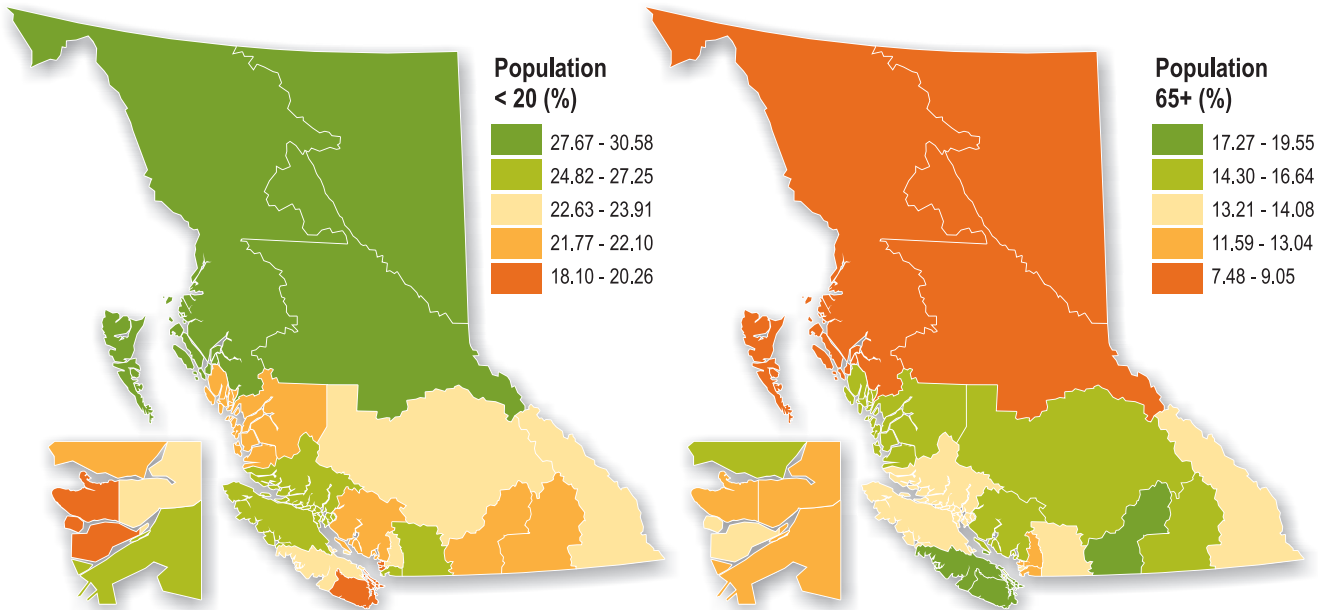 Population
< 20 (%)
27.67 - 30.58
24.82 - 27.25
22.63 - 23.91
21.77 - 22.10
18.10 - 20.26
Population
65+ (%)
17.27 - 19.55
14.30 - 16.64
13.21 - 14.08
11.59 - 13.04
7.48 - 9.05